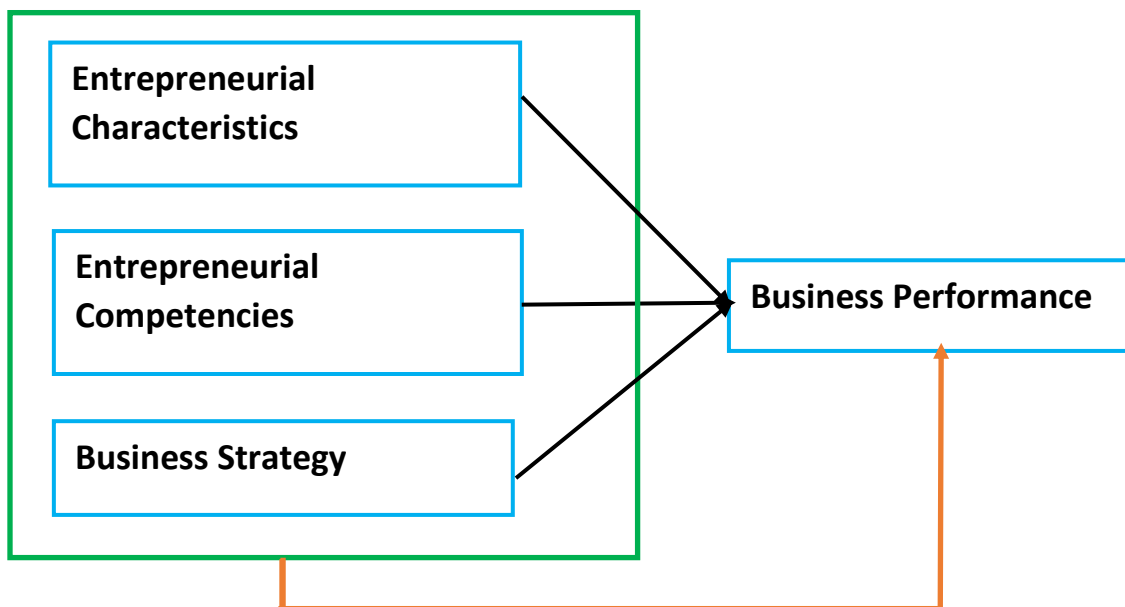 Entrepreneurial
Characteristics
Entrepreneurial
Competencies
Business Performance
Business Strategy